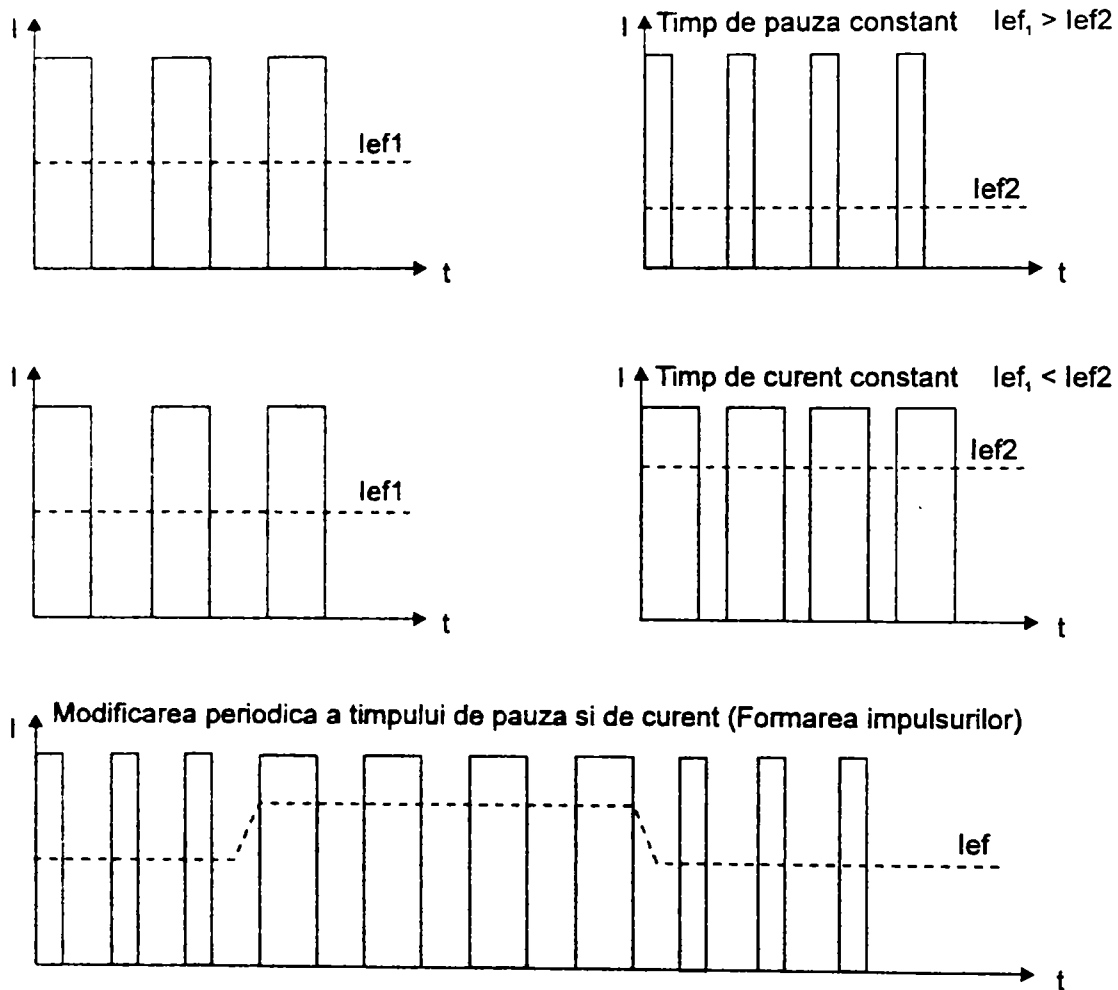 I
Ief1
t
I
Timp de pauza constant Ief₁ > Ief2
Ief2
t
I
Ief1
t
I
Timp de curent constant Ief₁ < Ief2
Ief2
t
I
Modificarea periodica a timpului de pauza si de curent (Formarea impulsurilor)
Ief
t